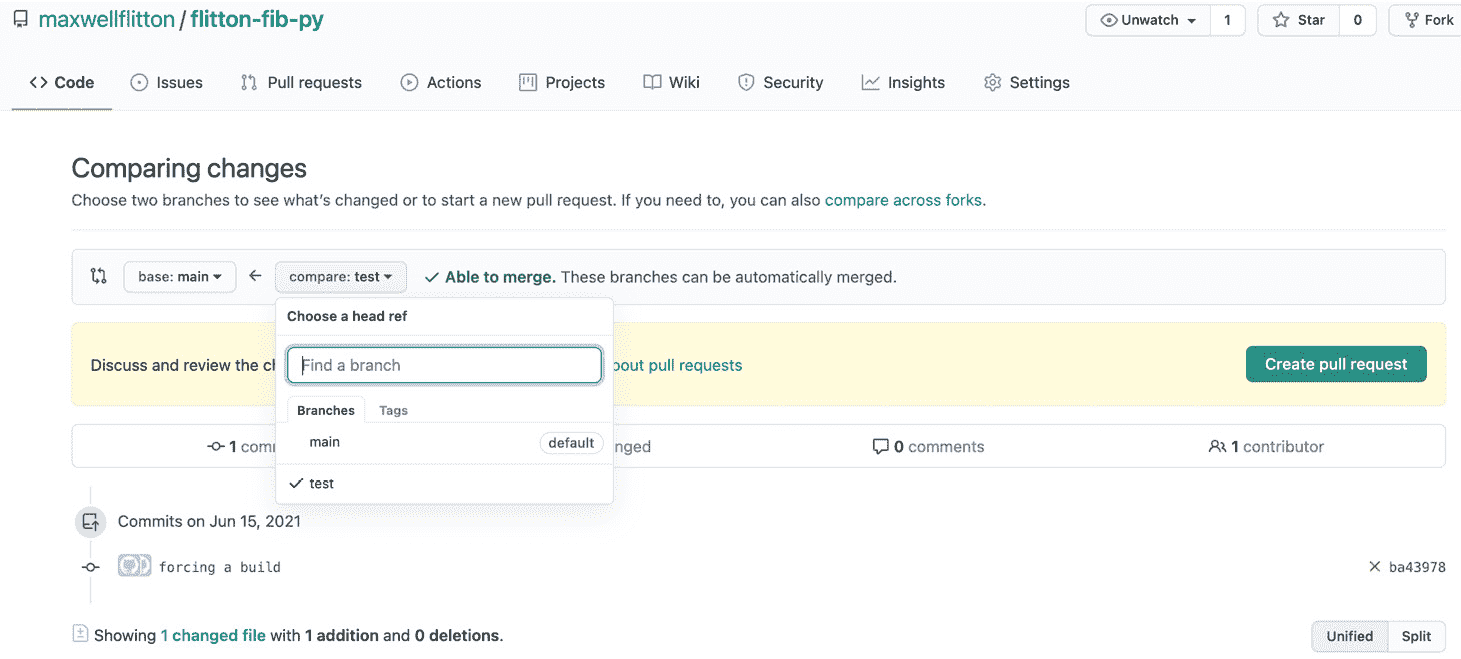 maxwellflitton / flitton-fib-py
Unwatch 1 Star 0 Fork
Code Issues Pull requests Actions Projects Wiki Security Insights Settings
Comparing changes
Choose two branches to see what's changed or to start a new pull request. If you need to, you can also compare across forks.
base: main compare: test Able to merge. These branches can be automatically merged.
Choose a head ref
Discuss and review the ch
Find a branch
bout pull requests
Create pull request
Branches Tags
main default
test
1 comm
nged
0 comments
1 contributor
Commits on Jun 15, 2021
forcing a build ba43978
Showing 1 changed file with 1 addition and 0 deletions.
Unified Split